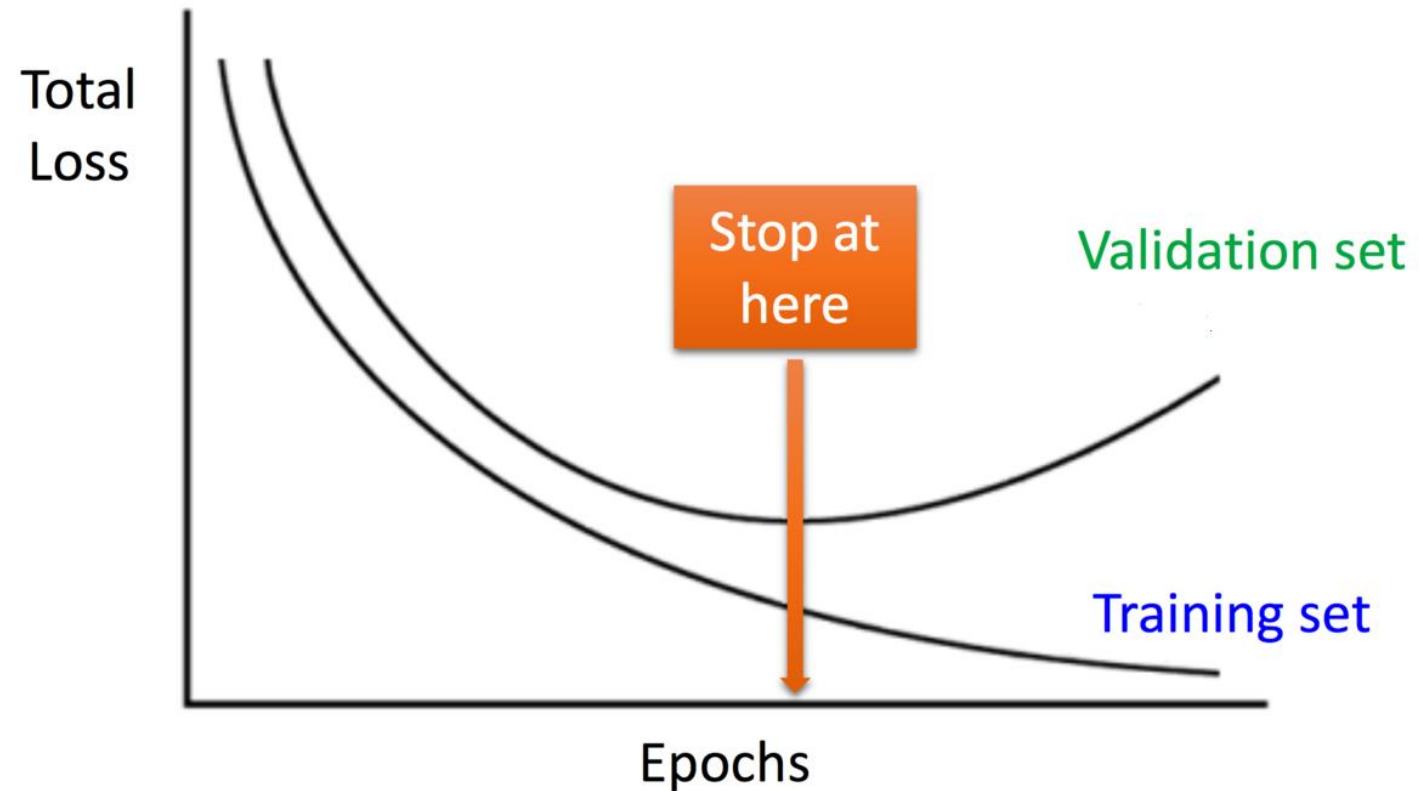 Total
Loss
Stop at
here
Validation set
Training set
Epochs